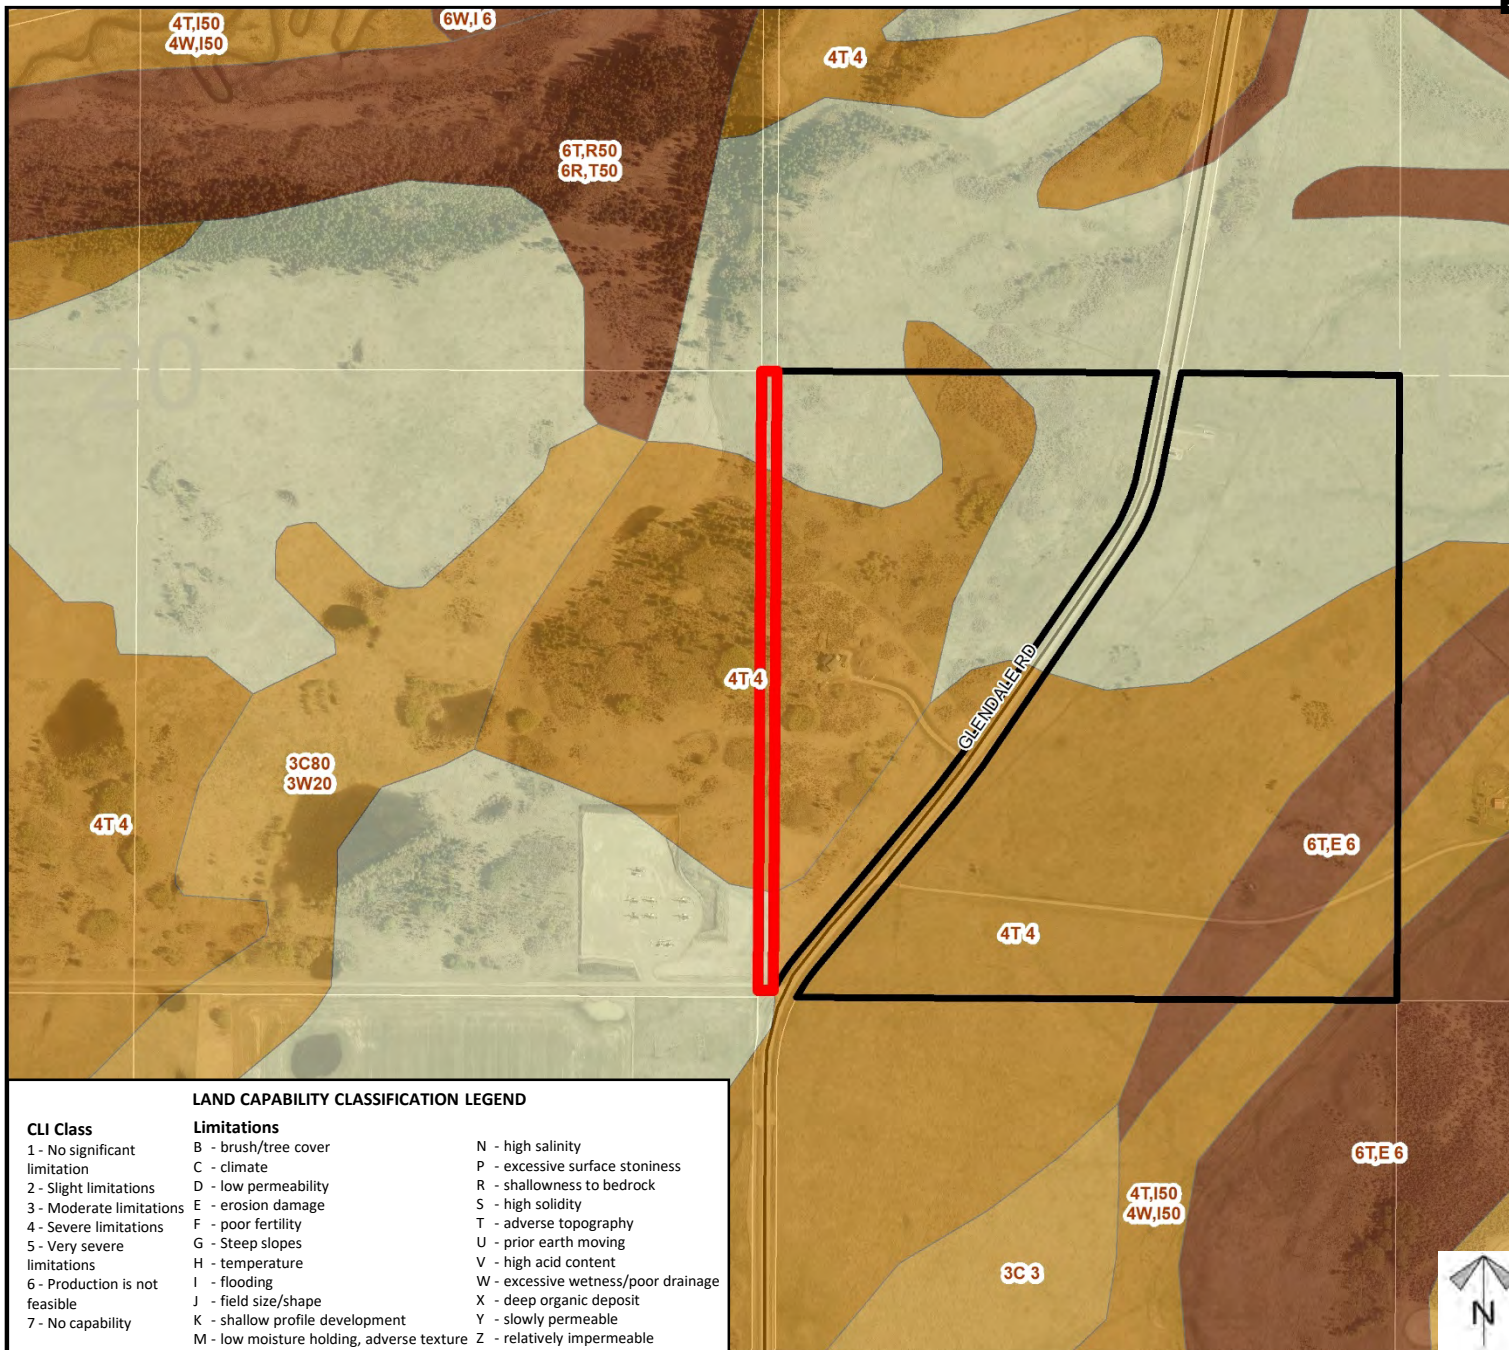 4T,I50
4W,I50
6W,I 6
4T 4
6T,R50
6R,T50
20
4T 4
GLENDALE RD
3C80
3W20
4T 4
6T,E 6
4T 4
6T,E 6
4T,I50
4W,I50
3C 3
N
LAND CAPABILITY CLASSIFICATION LEGEND
CLI Class
1 - No significant
limitation
2 - Slight limitations
3 - Moderate limitations
4 - Severe limitations
5 - Very severe
limitations
6 - Production is not
feasible
7 - No capability
Limitations
B - brush/tree cover
C - climate
D - low permeability
E - erosion damage
F - poor fertility
G - Steep slopes
H - temperature
I - flooding
J - field size/shape
K - shallow profile development
M - low moisture holding, adverse texture
N - high salinity
P - excessive surface stoniness
R - shallowness to bedrock
S - high solidity
T - adverse topography
U - prior earth moving
V - high acid content
W - excessive wetness/poor drainage
X - deep organic deposit
Y - slowly permeable
Z - relatively impermeable